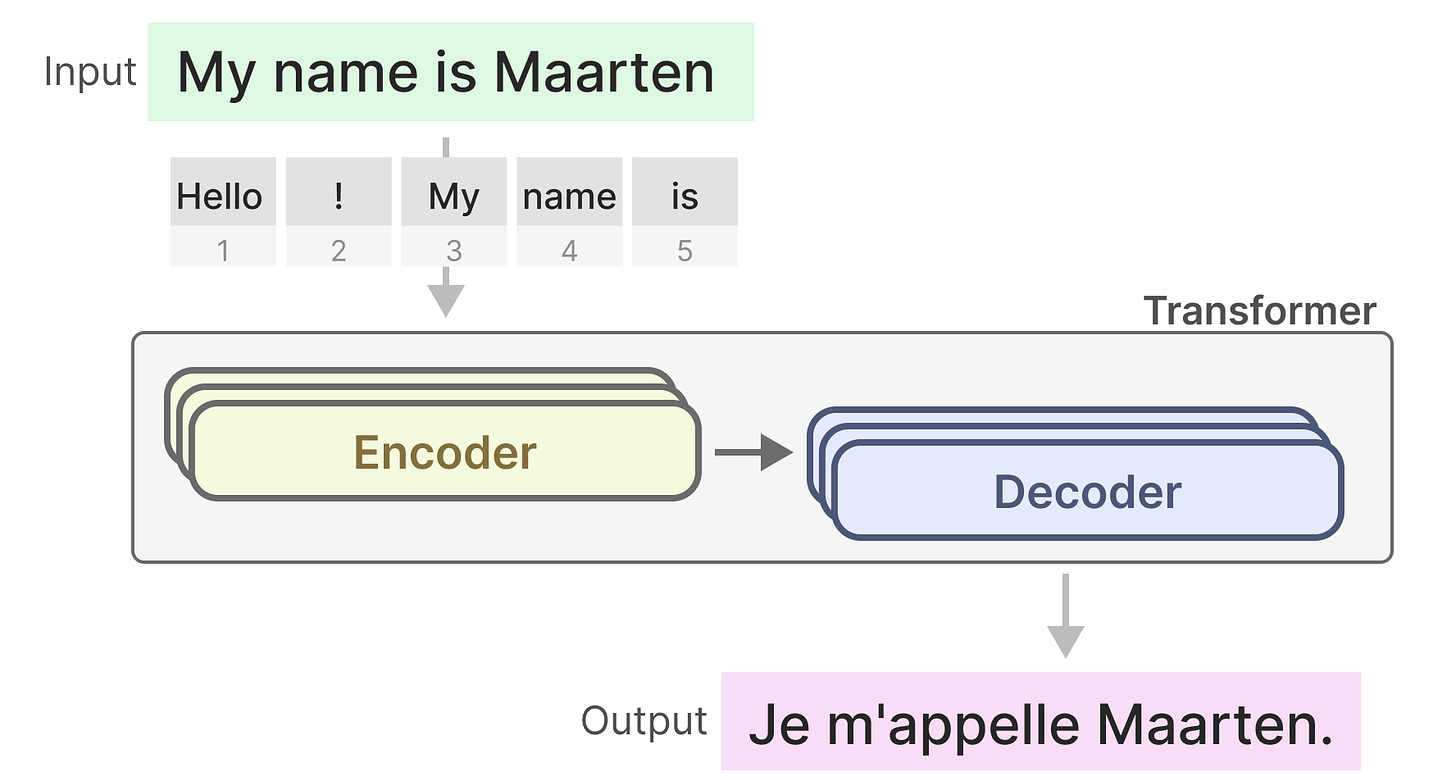 Input My name is Maarten
Hello ! My name is
1 2 3 4 5
Transformer
Encoder
Decoder
Output Je m'appelle Maarten.